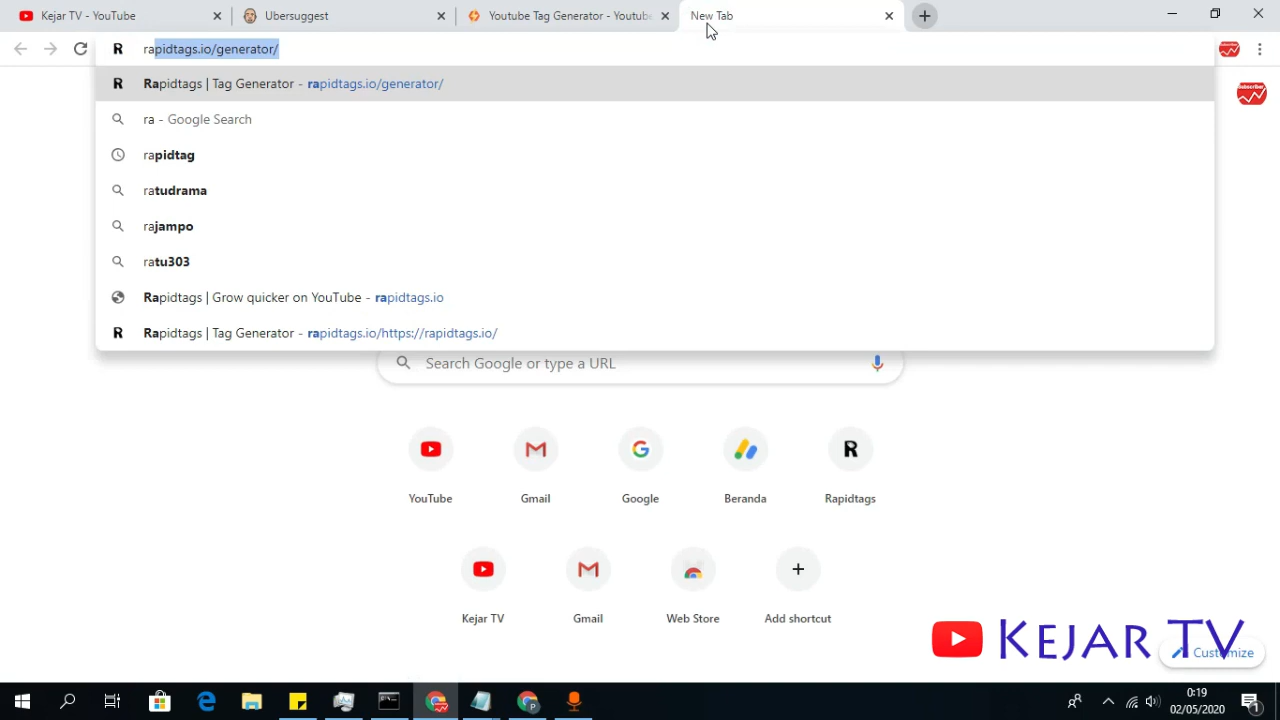 Kejar TV - YouTube
Ubersuggest
Youtube Tag Generator - Youtube
New Tab
rapidtags.io/generator/
Rapidtags | Tag Generator - rapidtags.io/generator/
ra - Google Search
rapidtag
ratudrama
rajampo
ratu303
Rapidtags | Grow quicker on YouTube - rapidtags.io
Rapidtags | Tag Generator - rapidtags.io/https://rapidtags.io/
Search Google or type a URL
YouTube
Gmail
Google
Beranda
Rapidtags
Kejar TV
Gmail
Web Store
Add shortcut
KEJAR TV
Customize
0:19
02/05/2020